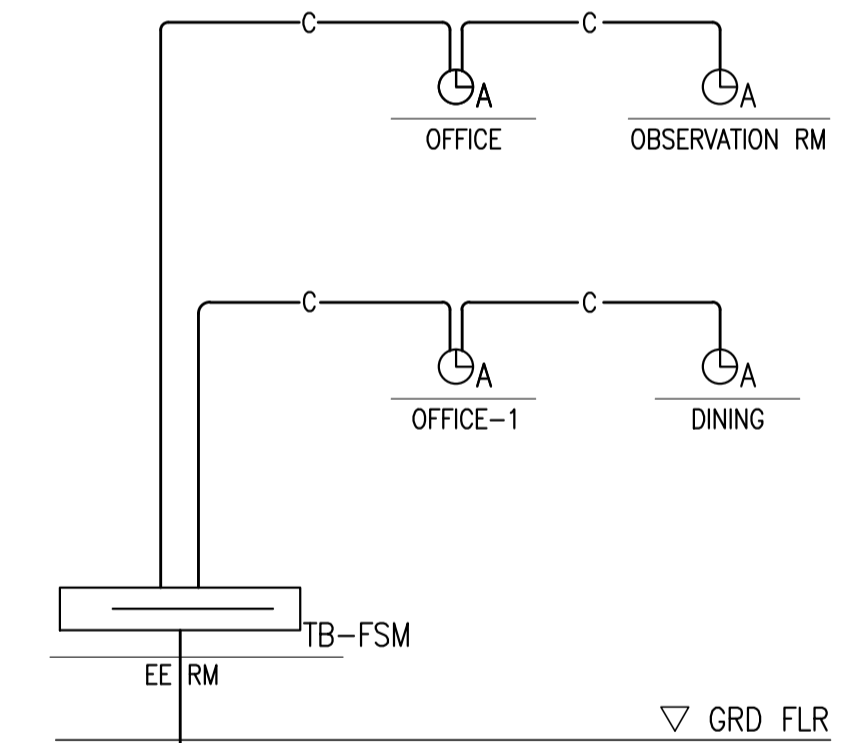 C C
A A
OFFICE OBSERVATION RM
C C
A A
OFFICE-1 DINING
TB-FSM
EE RM
▽ GRD FLR